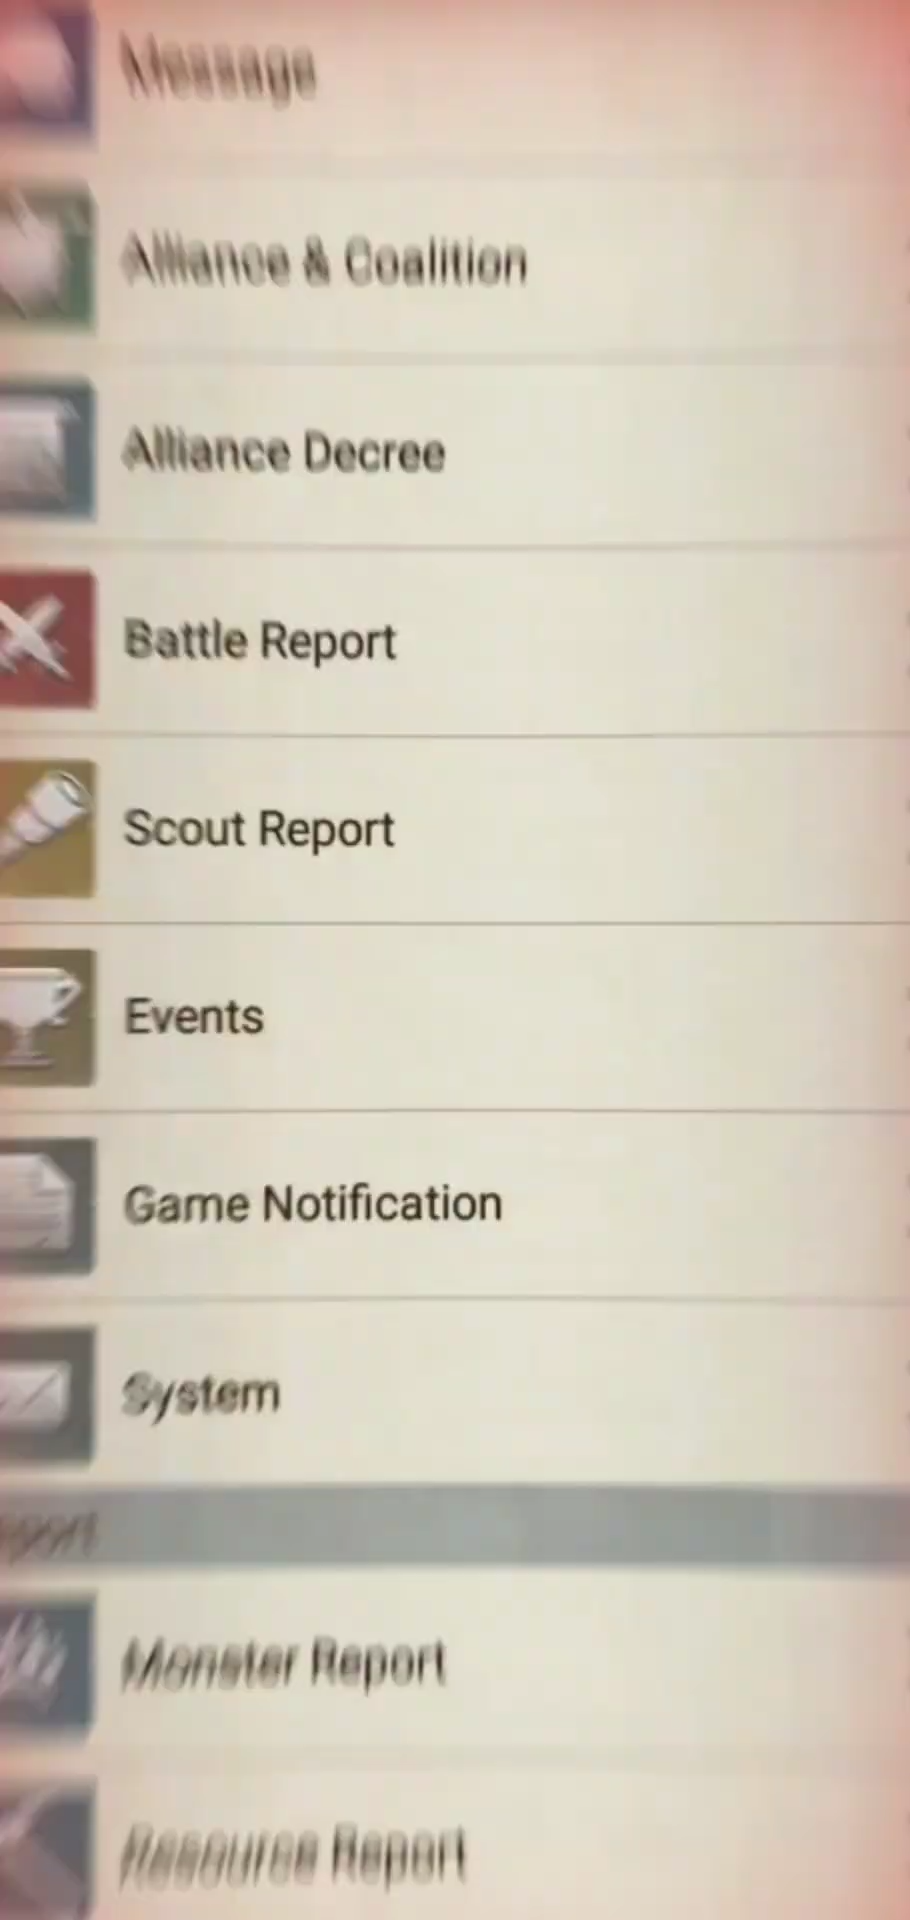 Message
Alliance & Coalition
Alliance Decree
Battle Report
Scout Report
Events
Game Notification
System
Monster Report
Resource Report